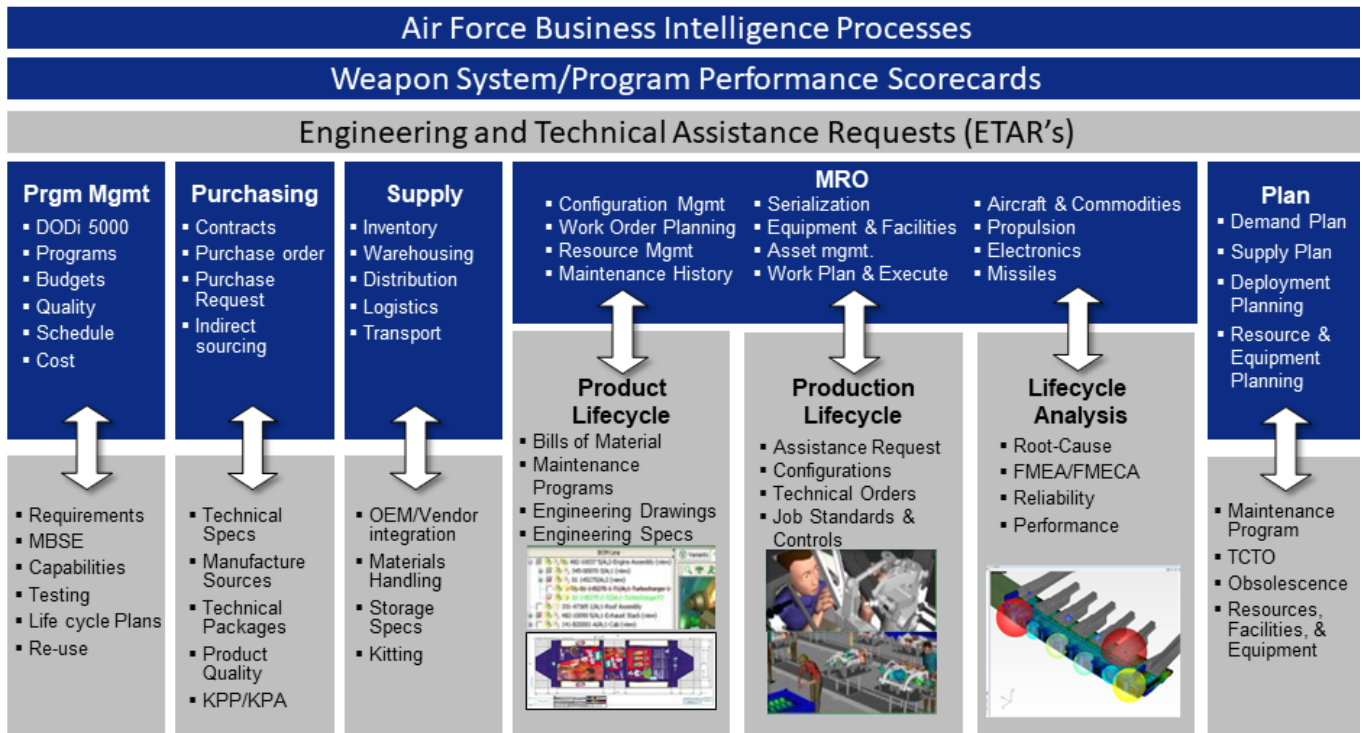 Air Force Business Intelligence Processes
Weapon System/Program Performance Scorecards
Engineering and Technical Assistance Requests (ETAR's)
Prgm Mgmt
▪ DODi 5000
▪ Programs
▪ Budgets
▪ Quality
▪ Schedule
▪ Cost
▪ Requirements
▪ MBSE
▪ Capabilities
▪ Testing
▪ Life cycle Plans
▪ Re-use
Purchasing
▪ Contracts
▪ Purchase order
▪ Purchase
Request
▪ Indirect
sourcing
▪ Technical
Specs
▪ Manufacture
Sources
▪ Technical
Packages
▪ Product
Quality
▪ KPP/KPA
Supply
▪ Inventory
▪ Warehousing
▪ Distribution
▪ Logistics
▪ Transport
▪ OEM/Vendor
integration
▪ Materials
Handling
▪ Storage
Specs
▪ Kitting
MRO
▪ Configuration Mgmt
▪ Work Order Planning
▪ Resource Mgmt
▪ Maintenance History
▪ Serialization
▪ Equipment & Facilities
▪ Asset mgmt.
▪ Work Plan & Execute
▪ Aircraft & Commodities
▪ Propulsion
▪ Electronics
▪ Missiles
Product
Lifecycle
▪ Bills of Material
▪ Maintenance
Programs
▪ Engineering Drawings
▪ Engineering Specs
BOM Line
Variants
Production
Lifecycle
▪ Assistance Request
▪ Configurations
▪ Technical Orders
▪ Job Standards &
Controls
Lifecycle
Analysis
▪ Root-Cause
▪ FMEA/FMECA
▪ Reliability
▪ Performance
Plan
▪ Demand Plan
▪ Supply Plan
▪ Deployment
Planning
▪ Resource &
Equipment
Planning
▪ Maintenance
Program
▪ TCTO
▪ Obsolescence
▪ Resources,
Facilities, &
Equipment